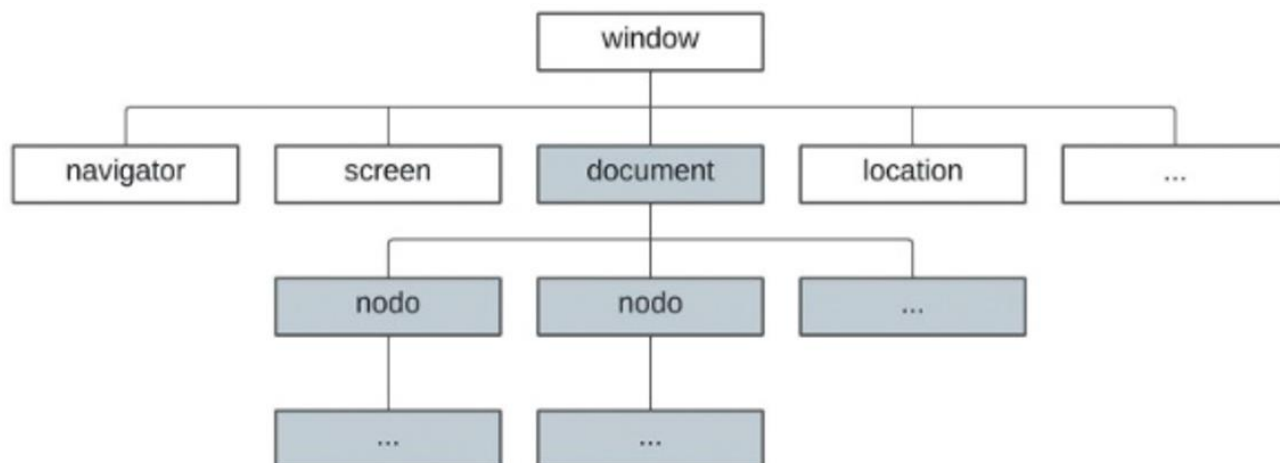 window
navigator
screen
document
location
...
nodo
nodo
...
...
...